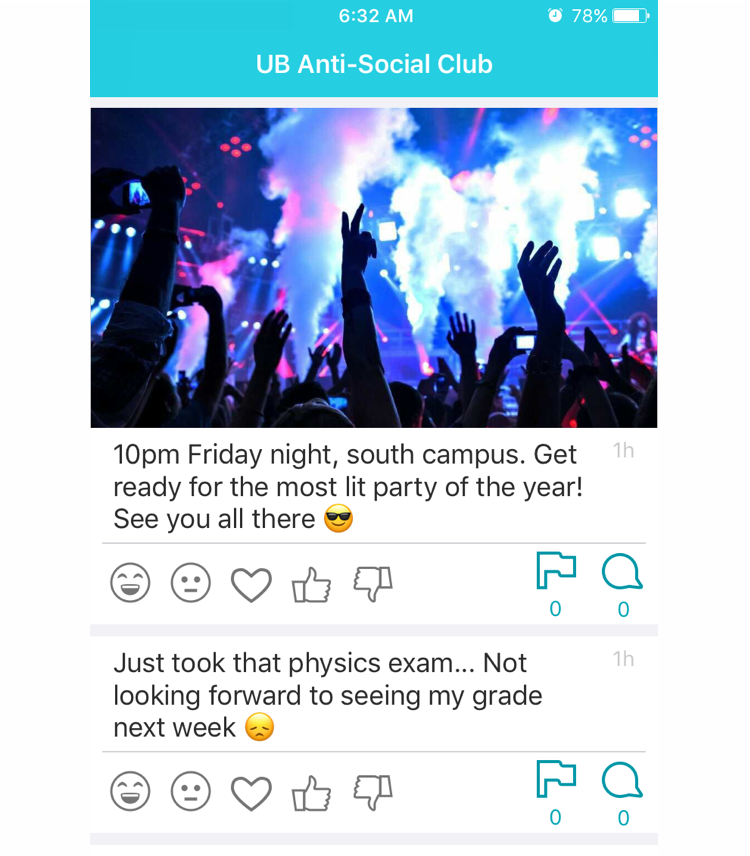 6:32 AM 78%
UB Anti-Social Club
10pm Friday night, south campus. Get 1h
ready for the most lit party of the year!
See you all there 😎
0 0
Just took that physics exam... Not 1h
looking forward to seeing my grade
next week 😞
0 0